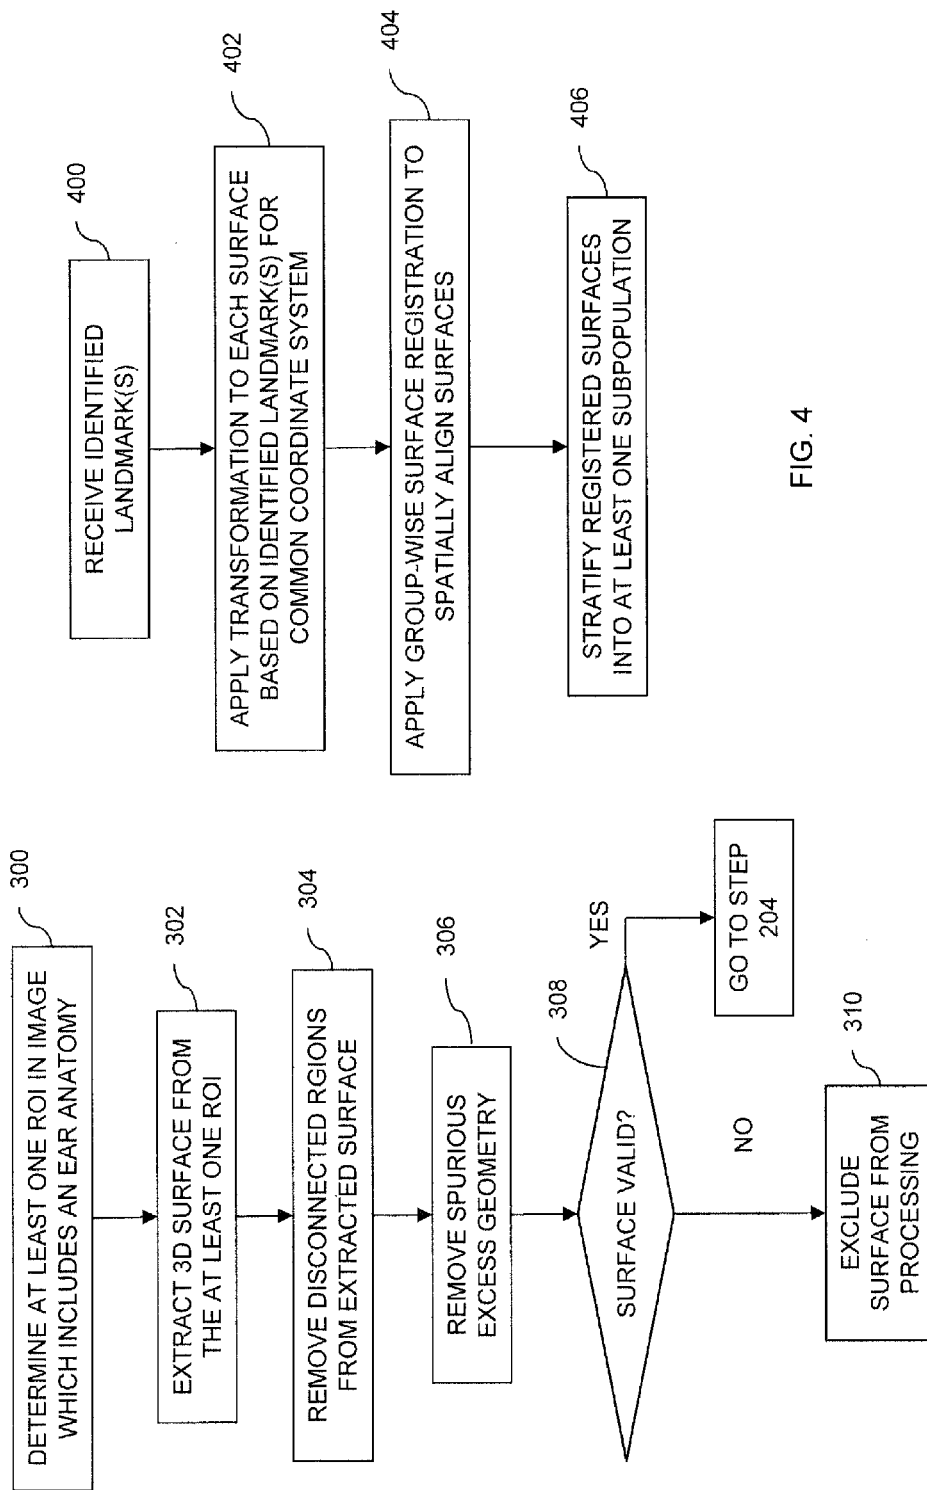 300
DETERMINE AT LEAST ONE ROI IN IMAGE
WHICH INCLUDES AN EAR ANATOMY
302
EXTRACT 3D SURFACE FROM
THE AT LEAST ONE ROI
304
REMOVE DISCONNECTED RGIONS
FROM EXTRACTED SURFACE
306
REMOVE SPURIOUS
EXCESS GEOMETRY
308
SURFACE VALID?
YES
GO TO STEP
204
NO
310
EXCLUDE
SURFACE FROM
PROCESSING
400
RECEIVE IDENTIFIED
LANDMARK(S)
402
APPLY TRANSFORMATION TO EACH SURFACE
BASED ON IDENTIFIED LANDMARK(S) FOR
COMMON COORDINATE SYSTEM
404
APPLY GROUP-WISE SURFACE REGISTRATION TO
SPATIALLY ALIGN SURFACES
406
STRATIFY REGISTERED SURFACES
INTO AT LEAST ONE SUBPOPULATION
FIG. 4